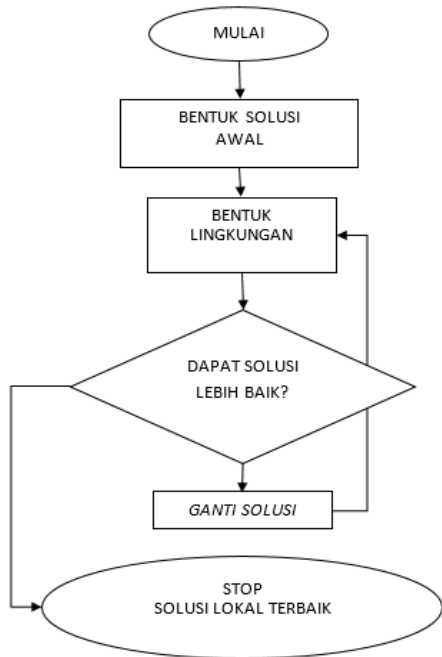 MULAI
BENTUK SOLUSI
AWAL
BENTUK
LINGKUNGAN
DAPAT SOLUSI
LEBIH BAIK?
GANTI SOLUSI
STOP
SOLUSI LOKAL TERBAIK